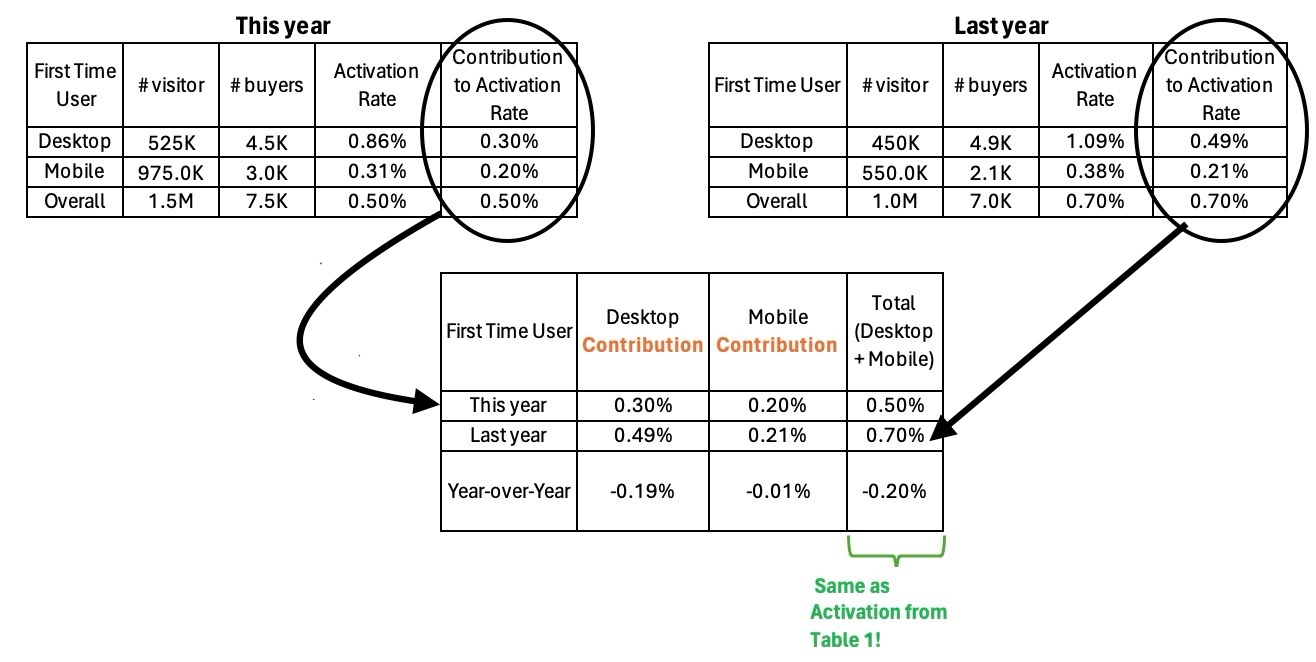 This year
First Time User # visitor # buyers Activation Rate Contribution to Activation Rate
Desktop 525K 4.5K 0.86% 0.30%
Mobile 975.0K 3.0K 0.31% 0.20%
Overall 1.5M 7.5K 0.50% 0.50%
Last year
First Time User # visitor # buyers Activation Rate Contribution to Activation Rate
Desktop 450K 4.9K 1.09% 0.49%
Mobile 550.0K 2.1K 0.38% 0.21%
Overall 1.0M 7.0K 0.70% 0.70%
First Time User Desktop Contribution Mobile Contribution Total (Desktop + Mobile)
This year 0.30% 0.20% 0.50%
Last year 0.49% 0.21% 0.70%
Year-over-Year -0.19% -0.01% -0.20%
Same as
Activation from
Table 1!